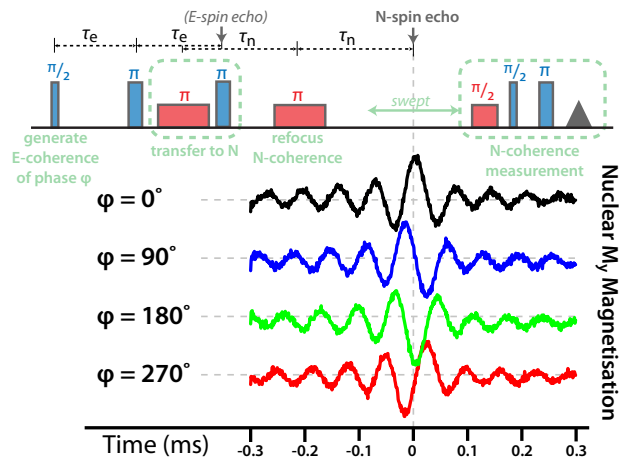 (E-spin echo)
N-spin echo
τe τe τn τn
π/2 π π π π π/2 π/2 π
swept
generate
E-coherence
of phase φ
transfer to N
refocus
N-coherence
N-coherence
measurement
φ = 0°
φ = 90°
φ = 180°
φ = 270°
Nuclear My Magnetisation
Time (ms)
-0.3 -0.2 -0.1 0 0.1 0.2 0.3